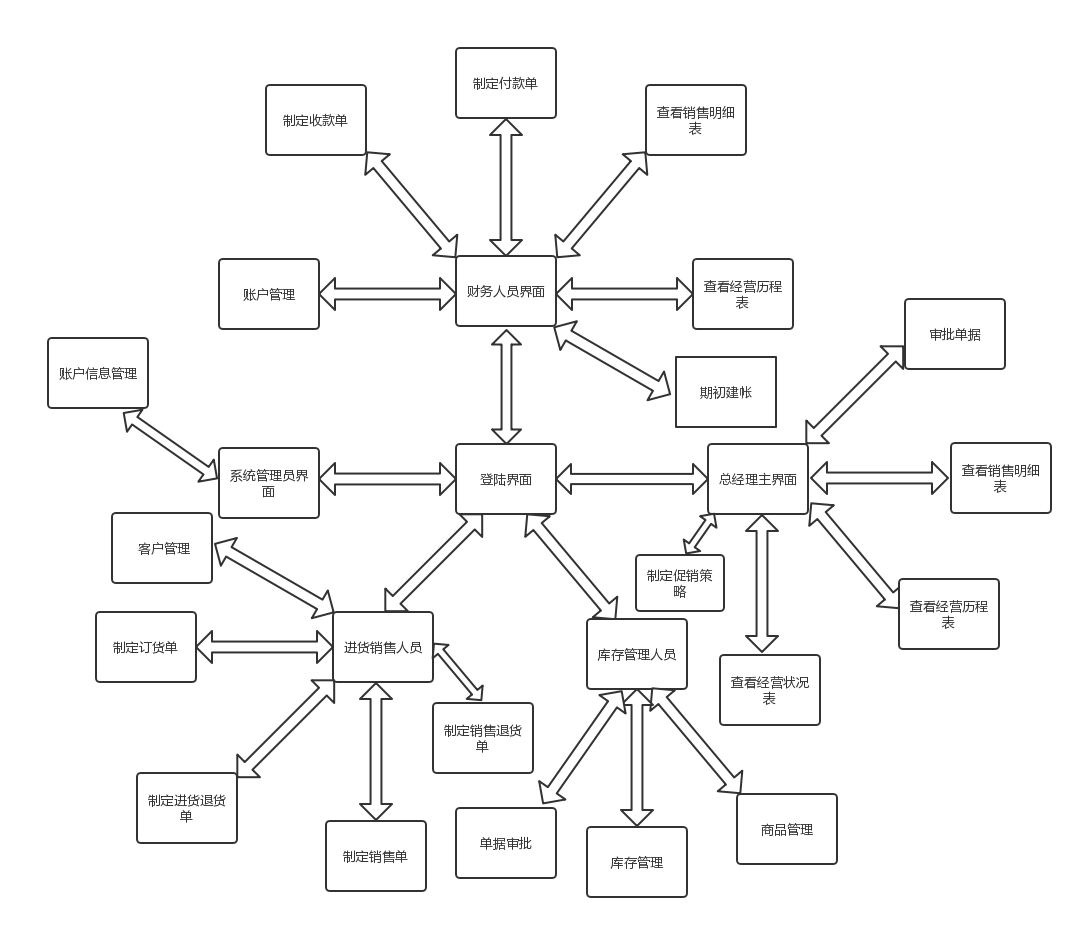 制定付款单
制定收款单
查看销售明细
表
账户管理
财务人员界面
查看经营历程
表
审批单据
账户信息管理
期初建帐
系统管理员界
面
登陆界面
总经理主界面
查看销售明细
表
客户管理
制定促销策
略
查看经营历程
表
制定订货单
进货销售人员
库存管理人员
查看经营状况
表
制定销售退货
单
制定进货退货
单
制定销售单
单据审批
库存管理
商品管理